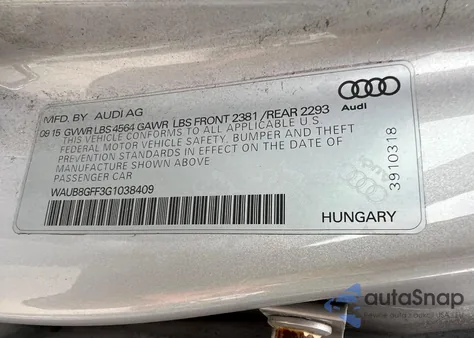 MFD. BY AUDI AG
09 15 GVWR LBS 4564 GAWR LBS FRONT 2381 / REAR 2293
THIS VEHICLE CONFORMS TO ALL APPLICABLE U.S.
FEDERAL MOTOR VEHICLE SAFETY, BUMPER AND THEFT
PREVENTION STANDARDS IN EFFECT ON THE DATE OF
MANUFACTURE SHOWN ABOVE
PASSENGER CAR
WAUB8GFF3G1038409
HUNGARY
Audi
3910318
autoSnap